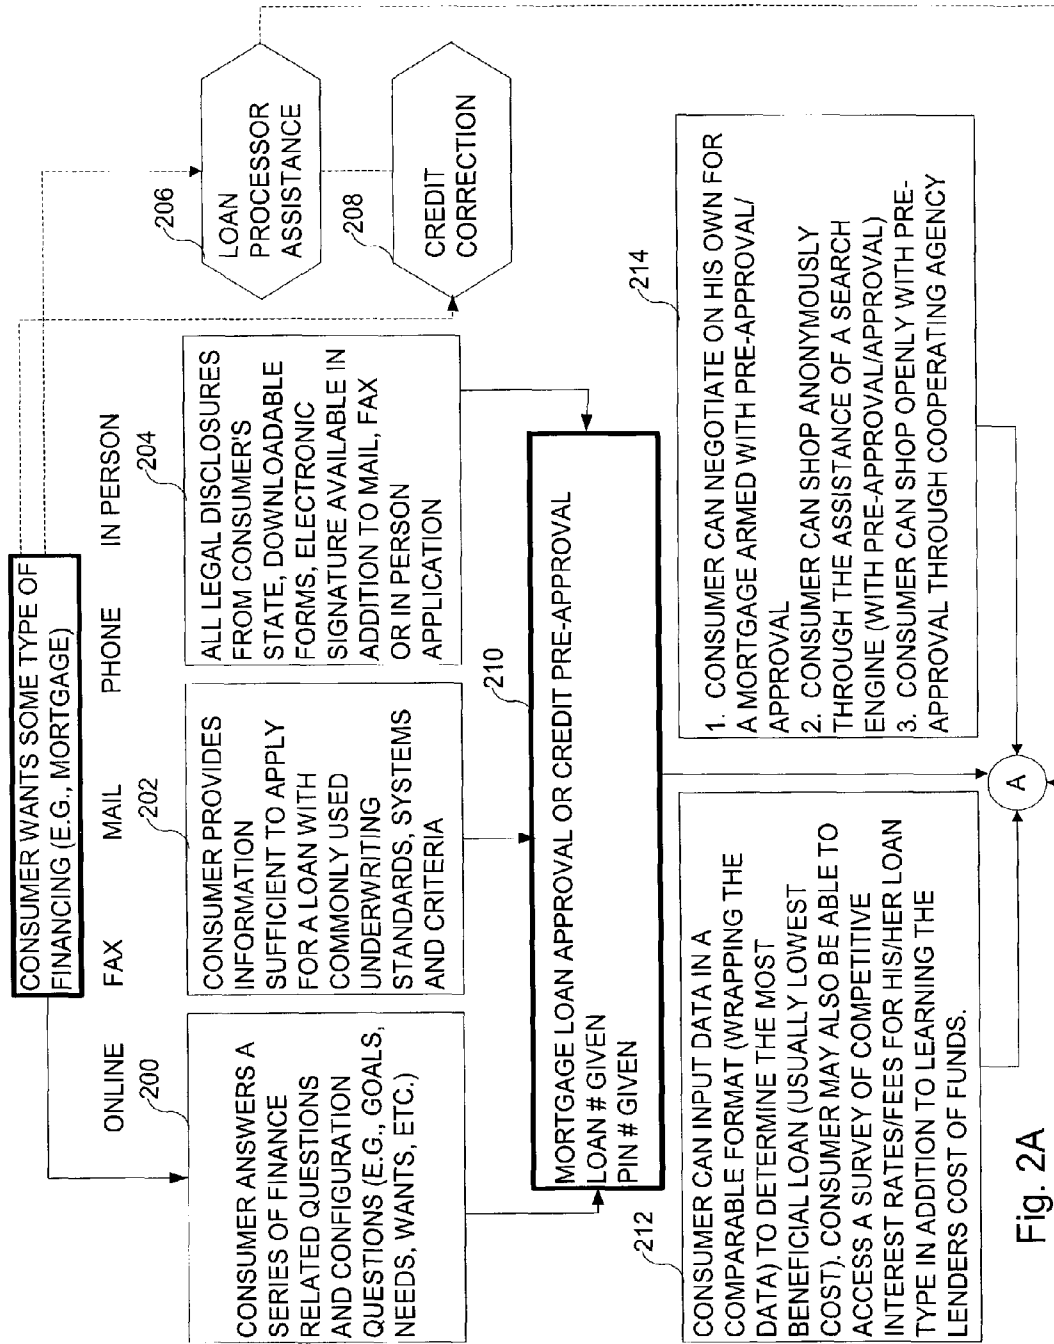 CONSUMER WANTS SOME TYPE OF
FINANCING (E.G., MORTGAGE)
ONLINE FAX MAIL PHONE IN PERSON
200
CONSUMER ANSWERS A
SERIES OF FINANCE
RELATED QUESTIONS
AND CONFIGURATION
QUESTIONS (E.G., GOALS,
NEEDS, WANTS, ETC.)
202
CONSUMER PROVIDES
INFORMATION
SUFFICIENT TO APPLY
FOR A LOAN WITH
COMMONLY USED
UNDERWRITING
STANDARDS, SYSTEMS
AND CRITERIA
204
ALL LEGAL DISCLOSURES
FROM CONSUMER'S
STATE, DOWNLOADABLE
FORMS, ELECTRONIC
SIGNATURE AVAILABLE IN
ADDITION TO MAIL, FAX
OR IN PERSON
APPLICATION
206
LOAN
PROCESSOR
ASSISTANCE
208
CREDIT
CORRECTION
210
MORTGAGE LOAN APPROVAL OR CREDIT PRE-APPROVAL
LOAN # GIVEN
PIN # GIVEN
212
CONSUMER CAN INPUT DATA IN A
COMPARABLE FORMAT (WRAPPING THE
DATA) TO DETERMINE THE MOST
BENEFICIAL LOAN (USUALLY LOWEST
COST). CONSUMER MAY ALSO BE ABLE TO
ACCESS A SURVEY OF COMPETITIVE
INTEREST RATES/FEES FOR HIS/HER LOAN
TYPE IN ADDITION TO LEARNING THE
LENDERS COST OF FUNDS.
214
1. CONSUMER CAN NEGOTIATE ON HIS OWN FOR
A MORTGAGE ARMED WITH PRE-APPROVAL/
APPROVAL
2. CONSUMER CAN SHOP ANONYMOUSLY
THROUGH THE ASSISTANCE OF A SEARCH
ENGINE (WITH PRE-APPROVAL/APPROVAL)
3. CONSUMER CAN SHOP OPENLY WITH PRE-
APPROVAL THROUGH COOPERATING AGENCY
A
Fig. 2A